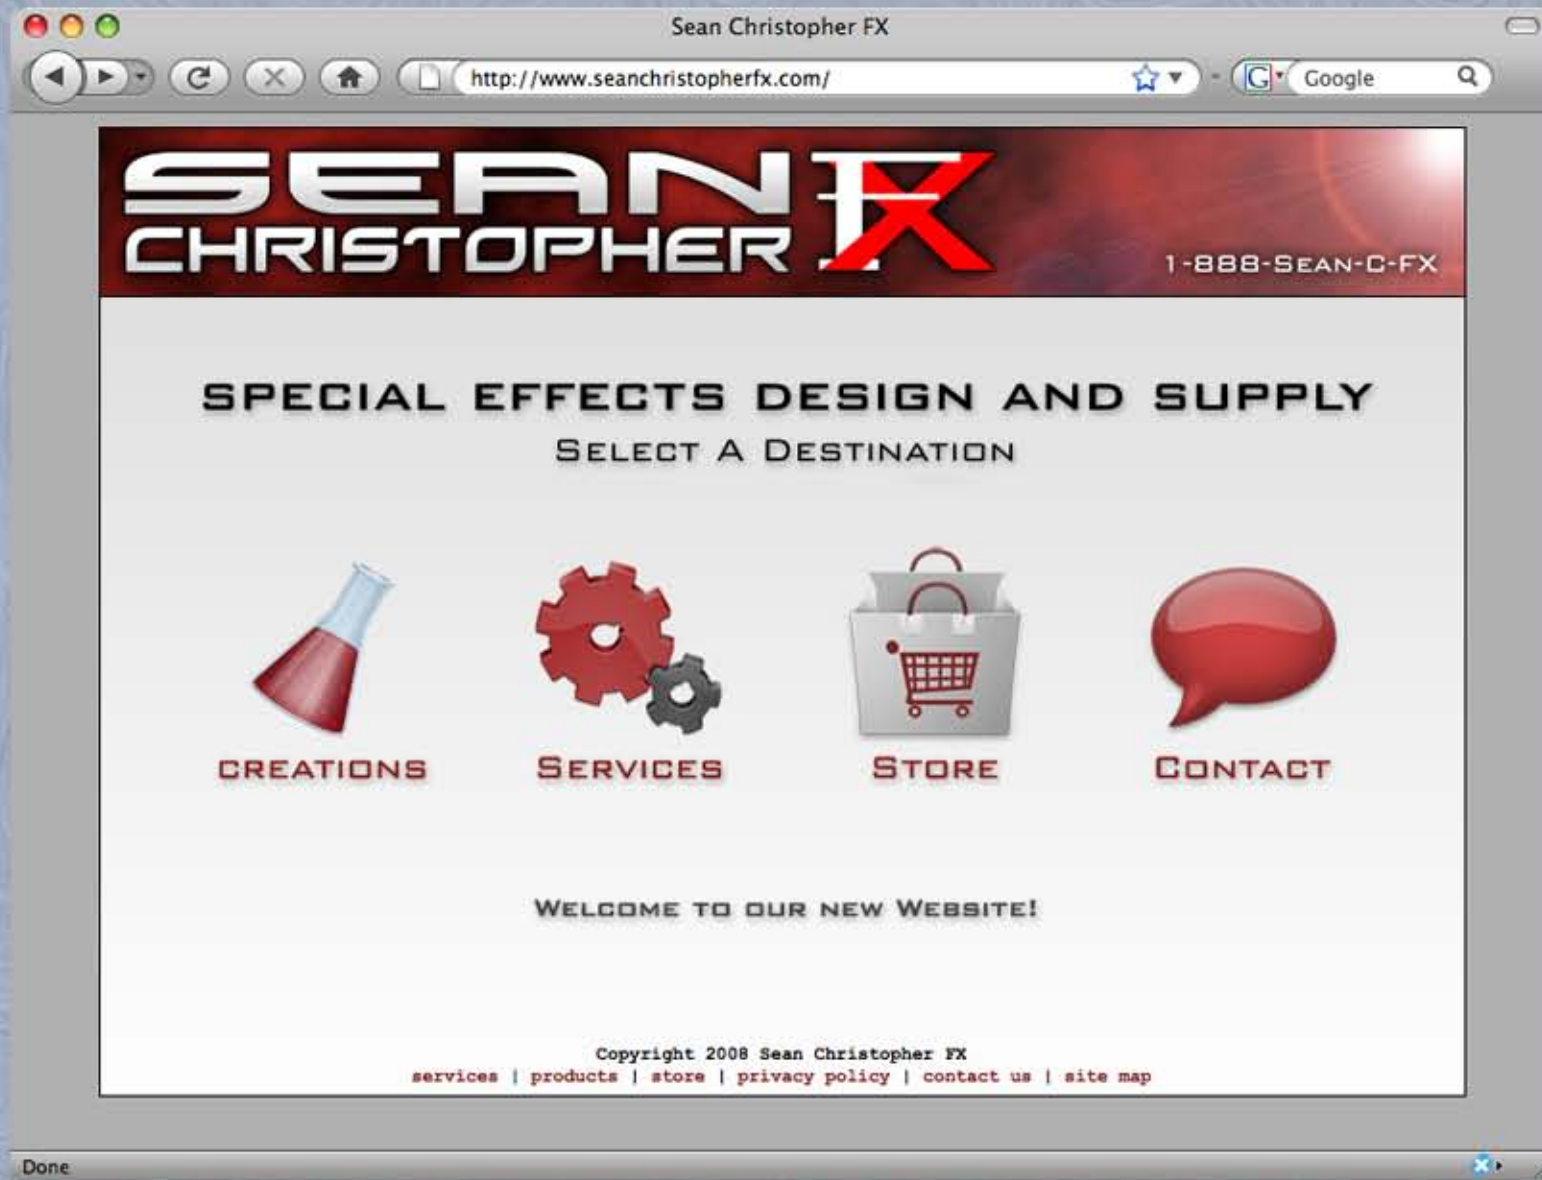 Sean Christopher FX
http://www.seanchristopherfx.com/
G Google
SEAN FX
CHRISTOPHER
1-888-SEAN-C-FX
SPECIAL EFFECTS DESIGN AND SUPPLY
SELECT A DESTINATION
CREATIONS SERVICES STORE CONTACT
WELCOME TO OUR NEW WEBSITE!
Copyright 2008 Sean Christopher FX
services | products | store | privacy policy | contact us | site map
Done